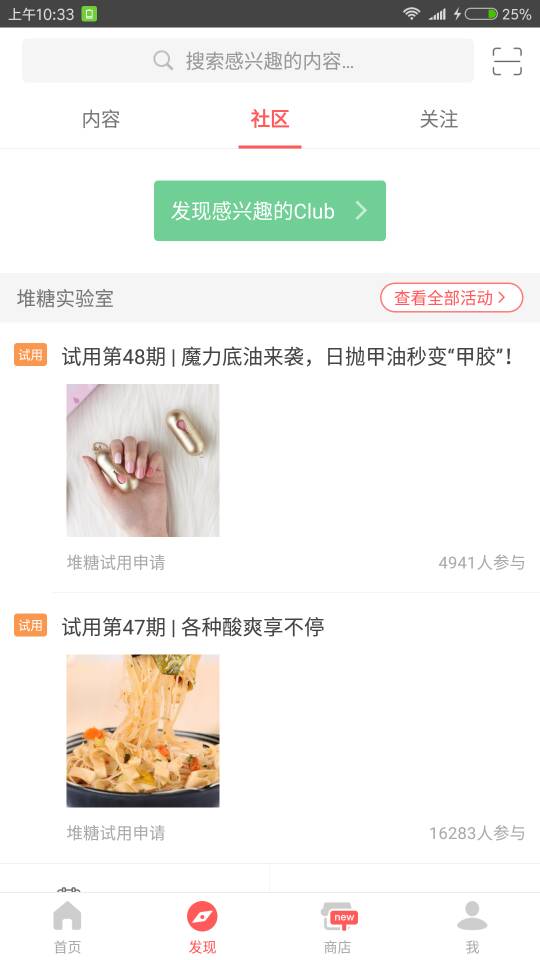 上午10:33
25%
搜索感兴趣的内容...
内容
社区
关注
发现感兴趣的Club
堆糖实验室
查看全部活动
试用
试用第48期 | 魔力底油来袭，日抛甲油秒变“甲胶”！
堆糖试用申请
4941人参与
试用
试用第47期 | 各种酸爽享不停
堆糖试用申请
16283人参与
new
首页
发现
商店
我